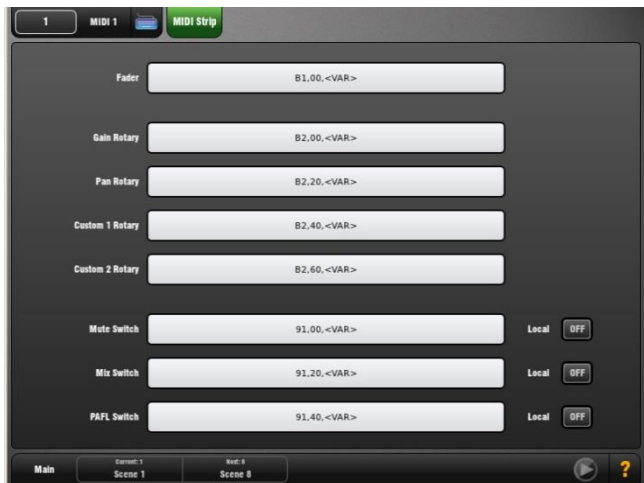 1 MIDI 1 MIDI Strip
Fader B1,00,<VAR>
Gain Rotary B2,00,<VAR>
Pan Rotary B2,20,<VAR>
Custom 1 Rotary B2,40,<VAR>
Custom 2 Rotary B2,60,<VAR>
Mute Switch 91,00,<VAR> Local OFF
Mix Switch 91,20,<VAR> Local OFF
PAFL Switch 91,40,<VAR> Local OFF
Current: 1 Next: 8
Main Scene 1 Scene 8 ?